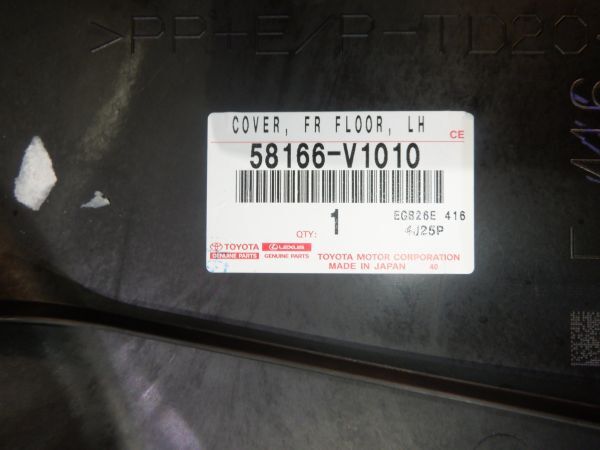 >PP+E/P-TD20<
COVER, FR FLOOR, LH
CE
58166-V1010
1
EGB26E 416
QTY:
4J25P
TOYOTA LEXUS
GENUINE PARTS GENUINE PARTS
TOYOTA MOTOR CORPORATION
MADE IN JAPAN 40